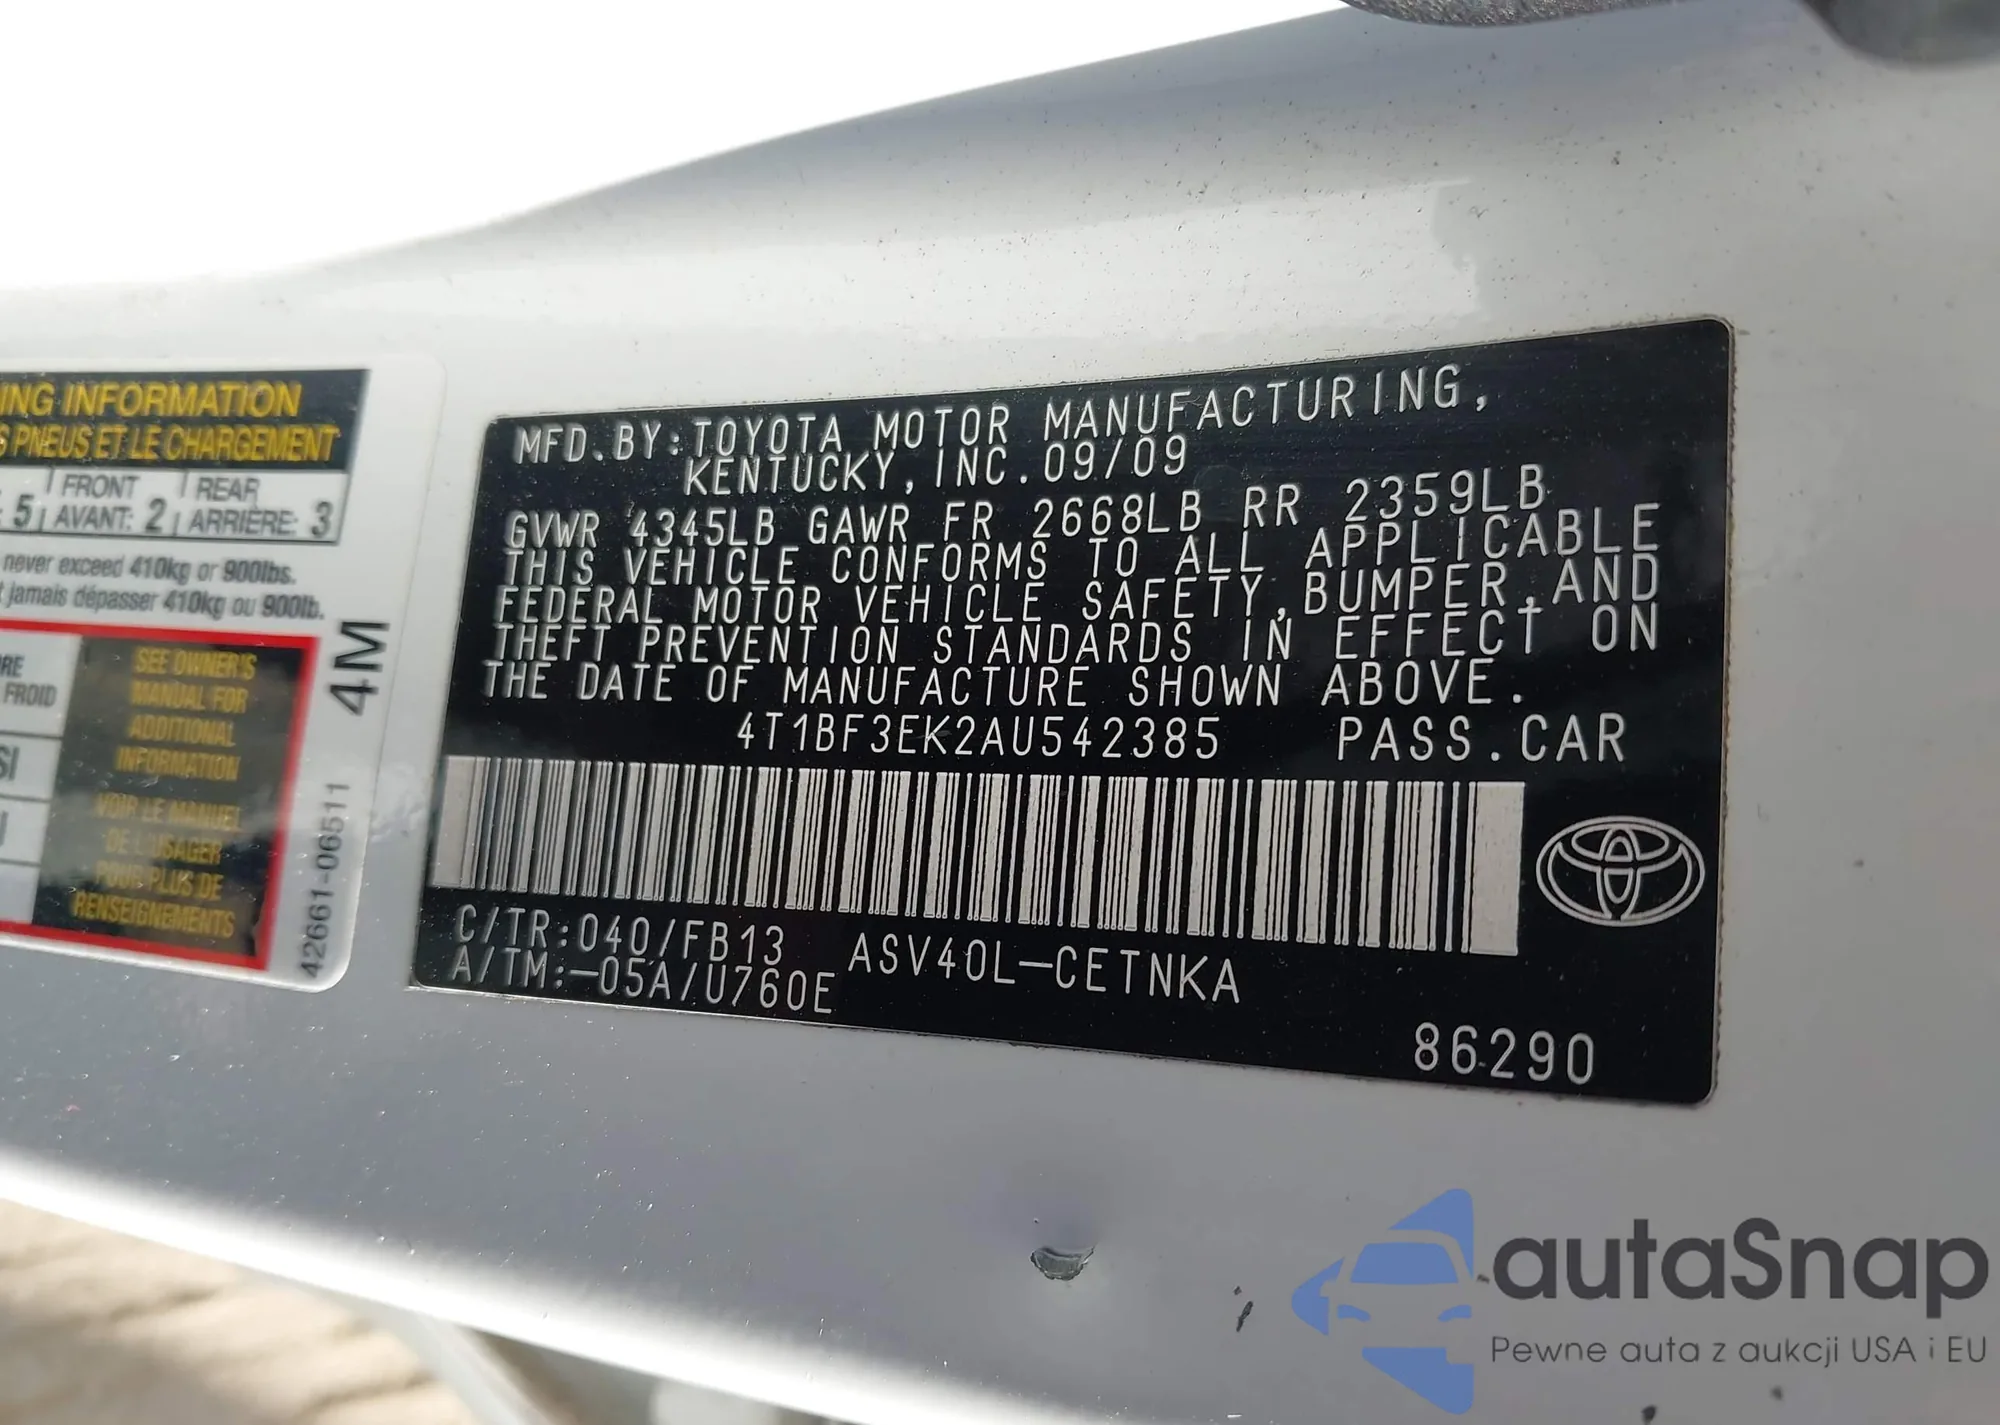 ING INFORMATION
S PNEUS ET LE CHARGEMENT
FRONT REAR
5 AVANT: 2 ARRIÈRE: 3
never exceed 410kg or 900lbs.
jamais dépasser 410kg ou 900lb.
FROID
SEE OWNER'S
MANUAL FOR
ADDITIONAL
INFORMATION
VOIR LE MANUEL
DE L'USAGER
POUR PLUS DE
RENSEIGNEMENTS
4M
42661-06511
MFD.BY:TOYOTA MOTOR MANUFACTURING,
KENTUCKY,INC.09/09
GVWR 4345LB GAWR FR 2668LB RR 2359LB
THIS VEHICLE CONFORMS TO ALL APPLICABLE
FEDERAL MOTOR VEHICLE SAFETY,BUMPER,AND
THEFT PREVENTION STANDARDS IN EFFECT ON
THE DATE OF MANUFACTURE SHOWN ABOVE.
4T1BF3EK2AU542385 PASS.CAR
C/TR:040/FB13 ASV40L-CETNKA
A/TM:-05A/U760E
86290
autaSnap
Pewne auta z aukcji USA i EU